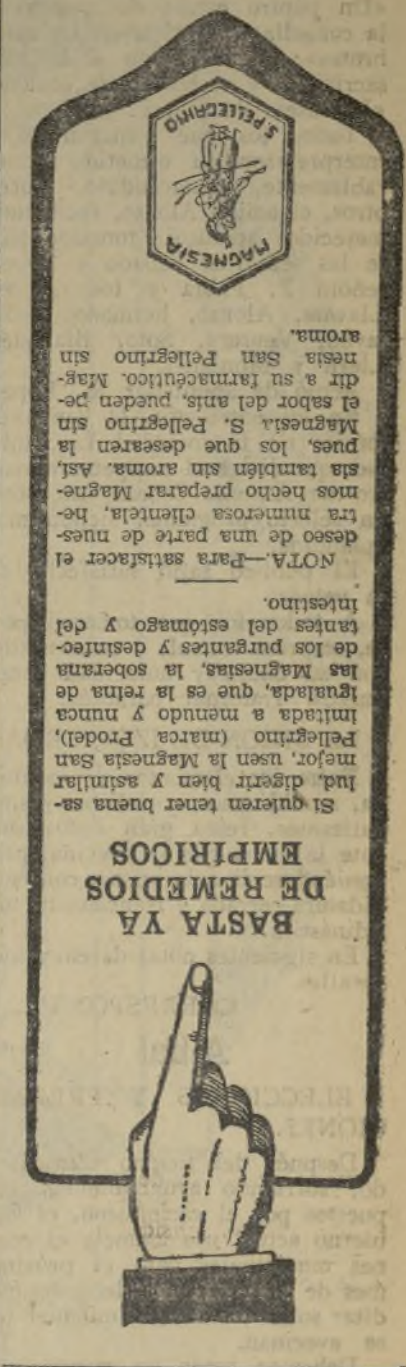 BASTA YA
DE REMEDIOS
EMPIRICOS
Si quieren tener buena sa-
lud, digerir bien y asimilar
mejor, usen la Magnesia San
Pellegrino (marca Prodel),
imitada a menudo y nunca
igualada, que es la reina de
las Magnesias, la soberana
de los purgantes y desinfec-
tantes del estómago y del
intestino.
NOTA.—Para satisfacer el
deseo de una parte de nues-
tra numerosa clientela, he-
mos hecho preparar Magne-
sia también sin aroma. Así,
pues, los que desearen la
Magnesia S. Pellegrino sin
el sabor del anís, pueden pe-
dir a su farmacéutico. Mag-
nesia San Pellegrino sin
aroma.
MAGNESIA
S. PELLEGRINO